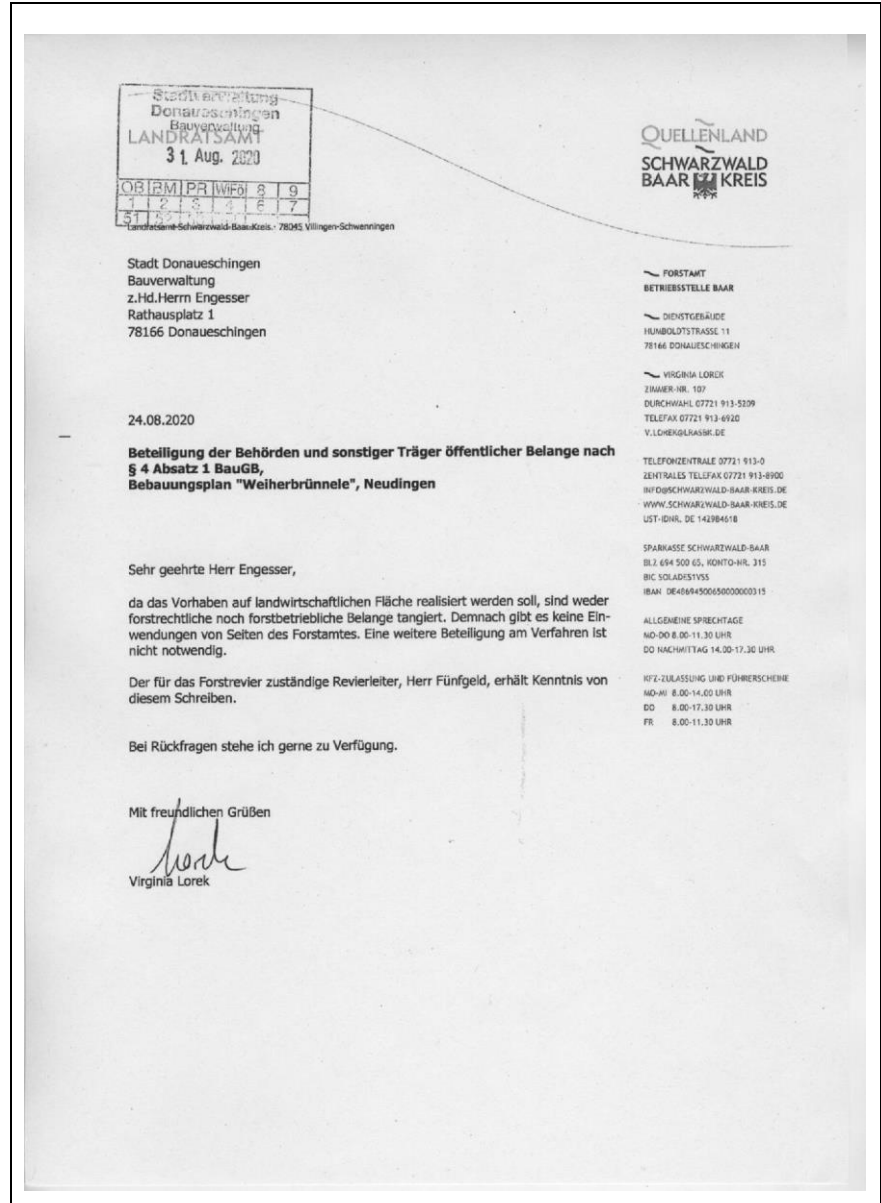 Stadtverwaltung
Donaueschingen
Bauverwaltung
LANDRATSAMT
31. Aug. 2020
OB BM PR WiFö 8 9
1 2 3 4 6 7
51
Landratsamt Schwarzwald-Baar-Kreis · 78045 Villingen-Schwenningen
QUELLENLAND
SCHWARZWALD
BAAR KREIS
Stadt Donaueschingen
Bauverwaltung
z.Hd.Herrn Engesser
Rathausplatz 1
78166 Donaueschingen
24.08.2020
Beteiligung der Behörden und sonstiger Träger öffentlicher Belange nach
§ 4 Absatz 1 BauGB,
Bebauungsplan "Weiherbrünnele", Neudingen
Sehr geehrte Herr Engesser,
da das Vorhaben auf landwirtschaftlichen Fläche realisiert werden soll, sind weder
forstrechtliche noch forstbetriebliche Belange tangiert. Demnach gibt es keine Ein-
wendungen von Seiten des Forstamtes. Eine weitere Beteiligung am Verfahren ist
nicht notwendig.
Der für das Forstrevier zuständige Revierleiter, Herr Fünfgeld, erhält Kenntnis von
diesem Schreiben.
Bei Rückfragen stehe ich gerne zu Verfügung.
Mit freundlichen Grüßen
Lorek
Virginia Lorek
FORSTAMT
BETRIEBSSTELLE BAAR
DIENSTGEBÄUDE
HUMBOLDTSTRASSE 11
78166 DONAUESCHINGEN
VIRGINIA LOREK
ZIMMER-NR. 107
DURCHWAHL 07721 913-5209
TELEFAX 07721 913-6920
V.LOREK@LRASBK.DE
TELEFONZENTRALE 07721 913-0
ZENTRALES TELEFAX 07721 913-8900
INFO@SCHWARZWALD-BAAR-KREIS.DE
WWW.SCHWARZWALD-BAAR-KREIS.DE
UST-IDNR. DE 142984618
SPARKASSE SCHWARZWALD-BAAR
BLZ 694 500 65, KONTO-NR. 315
BIC SOLADES1VSS
IBAN DE48694500650000000315
ALLGEMEINE SPRECHTAGE
MO-DO 8.00-11.30 UHR
DO NACHMITTAG 14.00-17.30 UHR
KFZ-ZULASSUNG UND FÜHRERSCHEINE
MO-MI 8.00-14.00 UHR
DO 8.00-17.30 UHR
FR 8.00-11.30 UHR